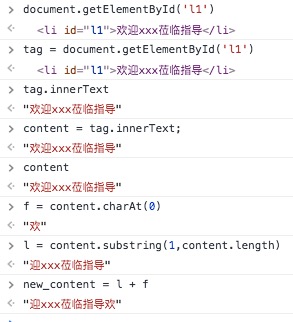 document.getElementById('l1')
<li id="l1">欢迎xxx莅临指导</li>
tag = document.getElementById('l1')
<li id="l1">欢迎xxx莅临指导</li>
tag.innerText
"欢迎xxx莅临指导"
content = tag.innerText;
"欢迎xxx莅临指导"
content
"欢迎xxx莅临指导"
f = content.charAt(0)
"欢"
l = content.substring(1,content.length)
"迎xxx莅临指导"
new_content = l + f
"迎xxx莅临指导欢"